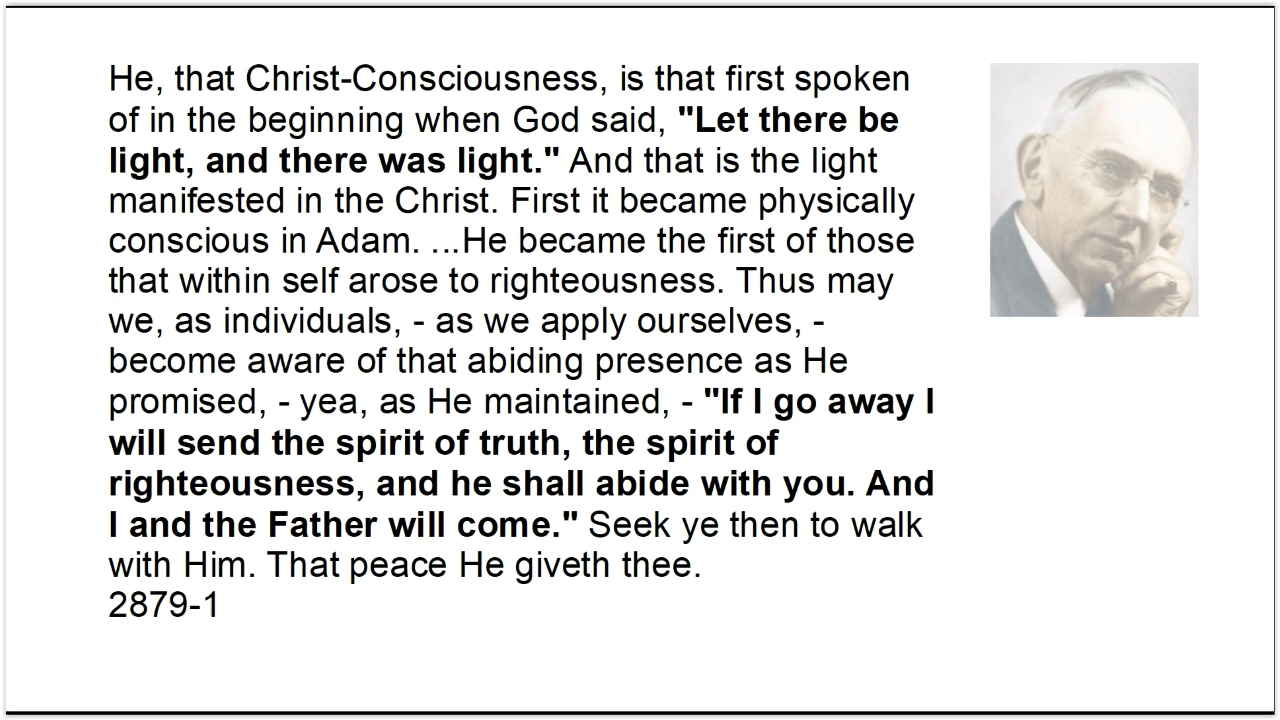 He, that Christ-Consciousness, is that first spoken
of in the beginning when God said, "Let there be
light, and there was light." And that is the light
manifested in the Christ. First it became physically
conscious in Adam. ...He became the first of those
that within self arose to righteousness. Thus may
we, as individuals, - as we apply ourselves, -
become aware of that abiding presence as He
promised, - yea, as He maintained, - "If I go away I
will send the spirit of truth, the spirit of
righteousness, and he shall abide with you. And
I and the Father will come." Seek ye then to walk
with Him. That peace He giveth thee.
2879-1